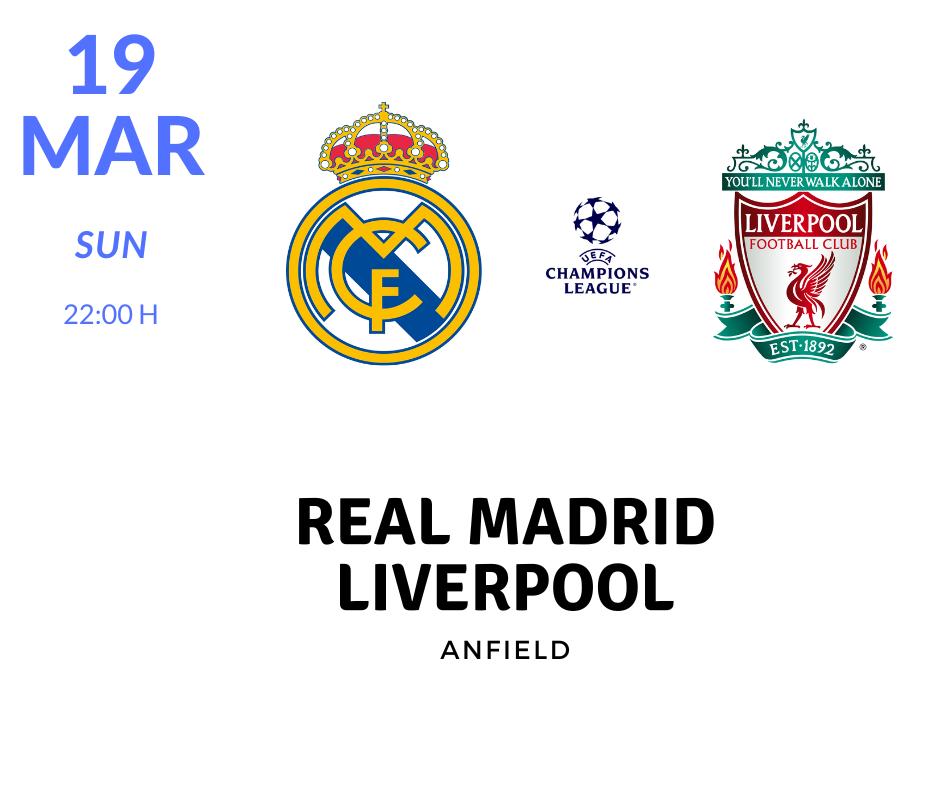 19
MAR
SUN
22:00 H
UEFA
CHAMPIONS
LEAGUE®
YOU'LL NEVER WALK ALONE
LIVERPOOL
FOOTBALL CLUB
EST·1892
®
REAL MADRID
LIVERPOOL
ANFIELD